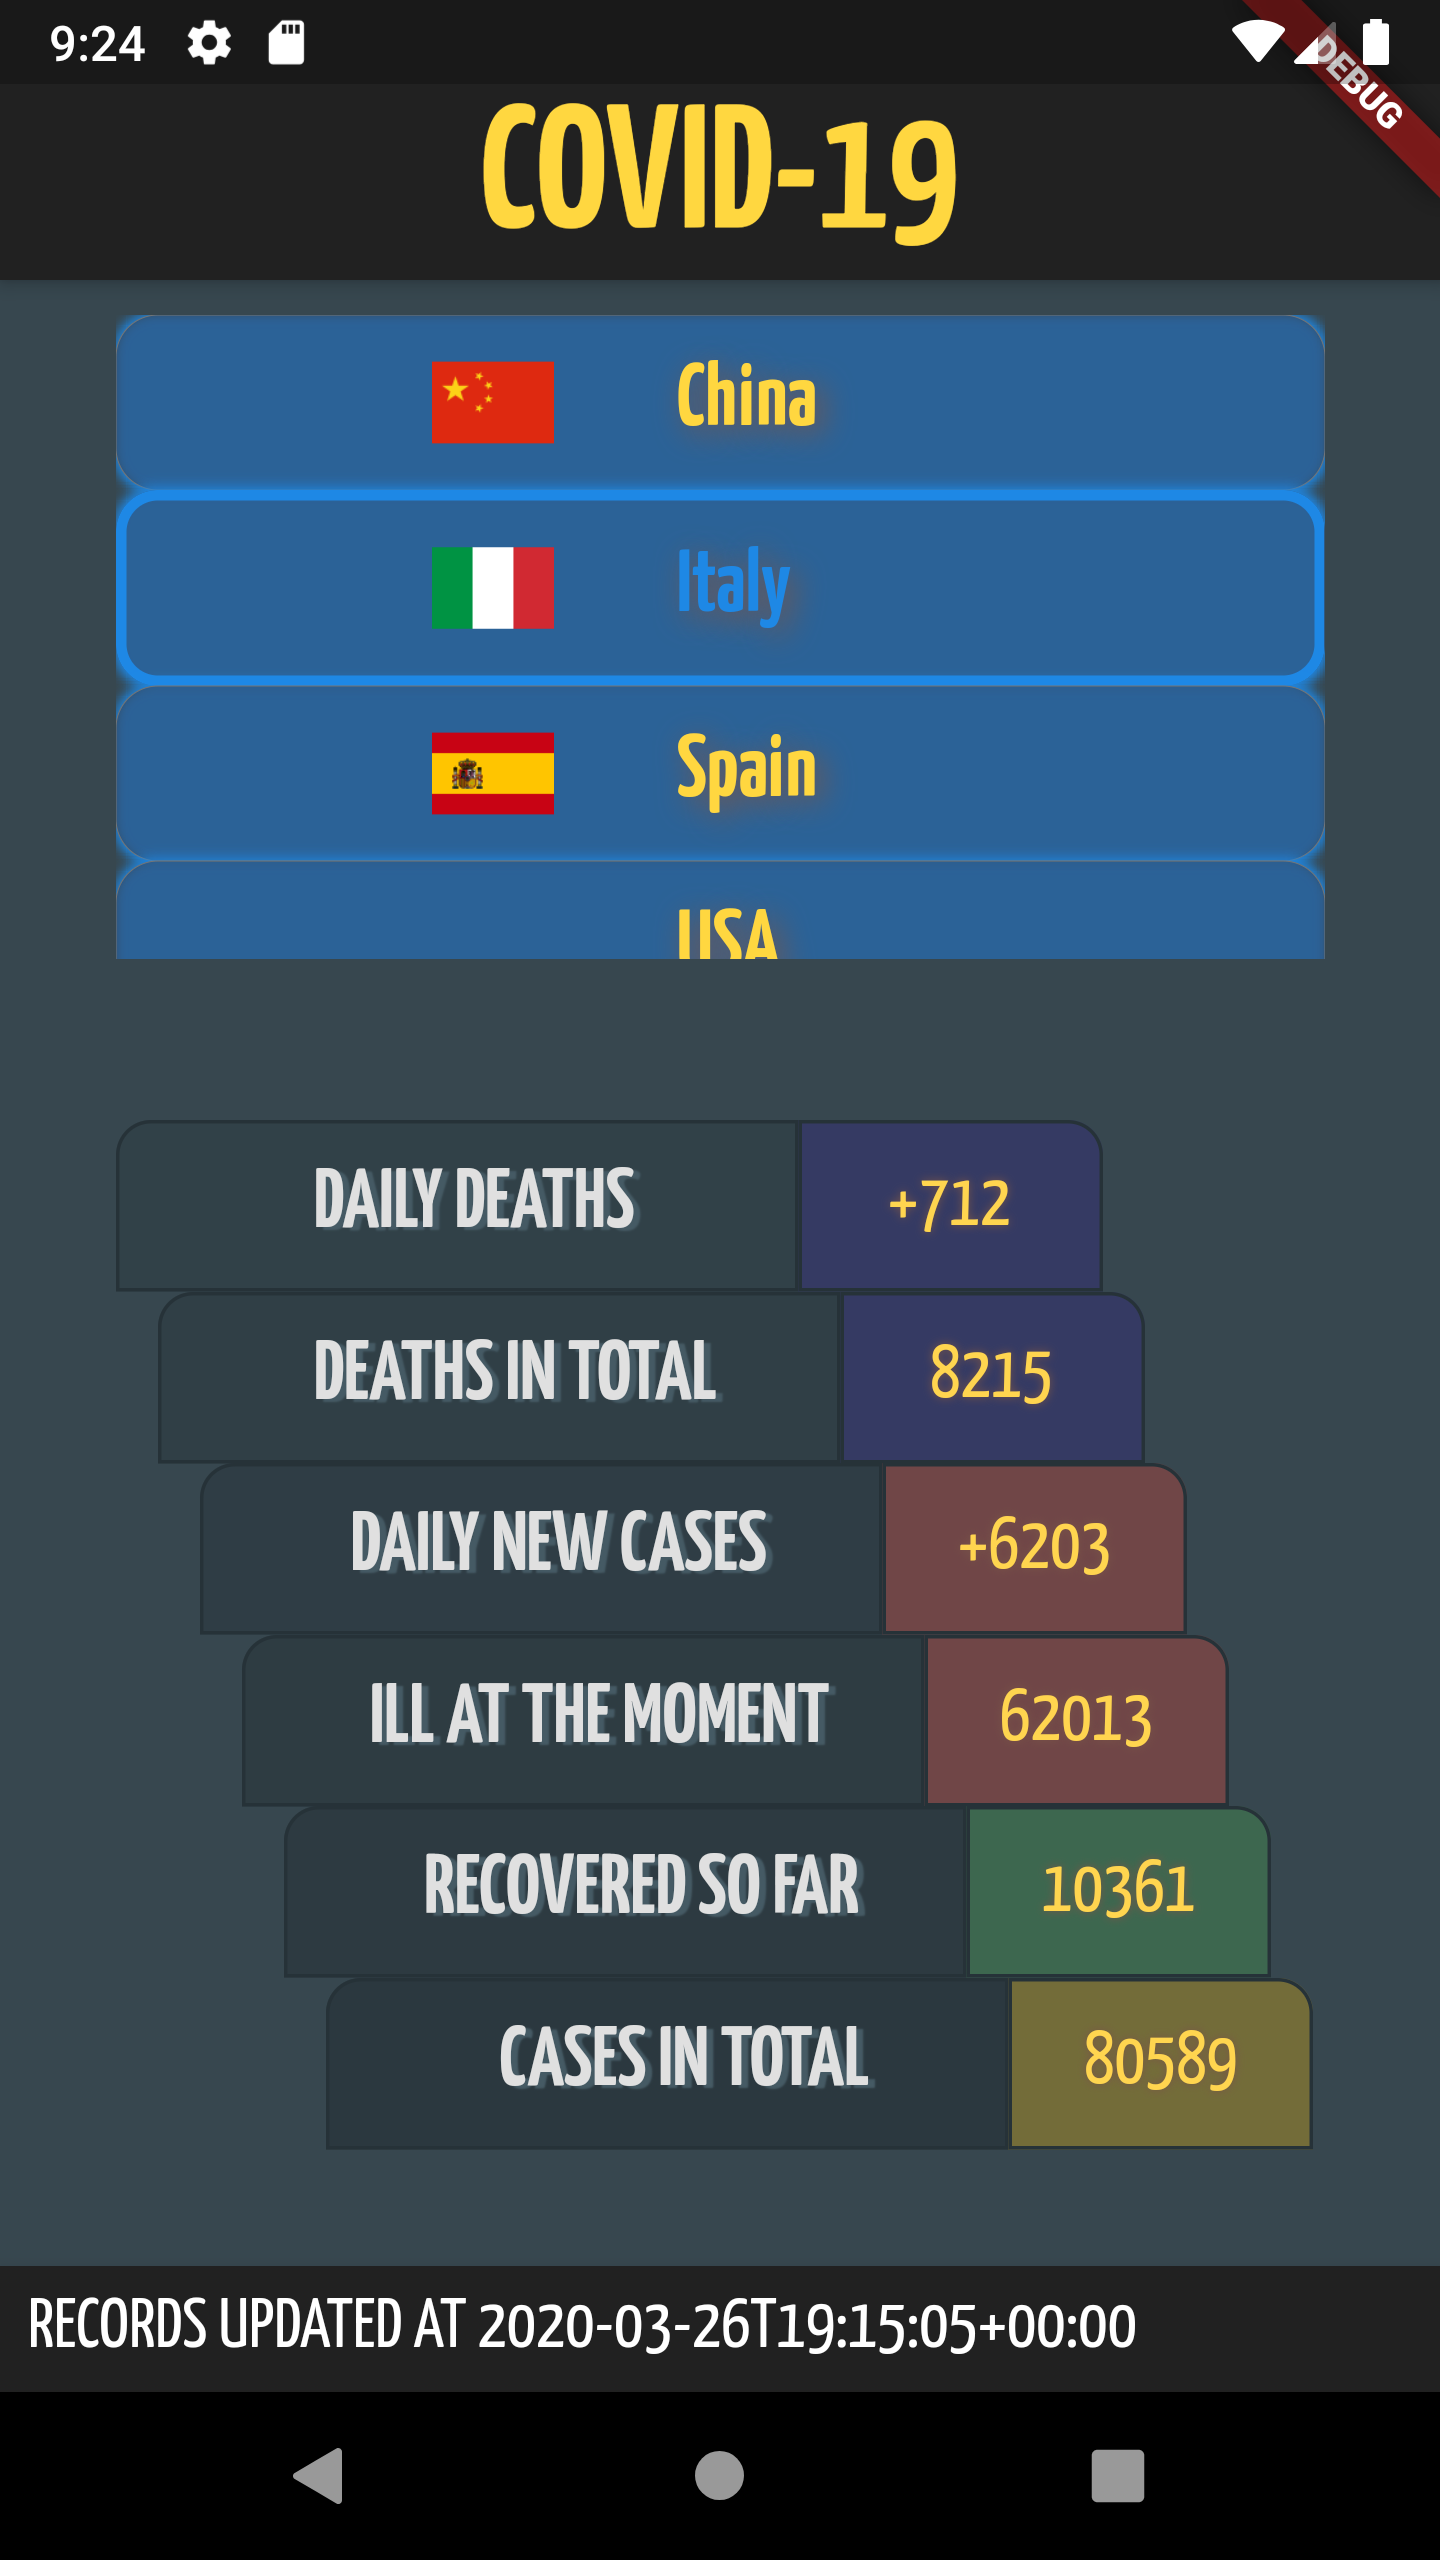 9:24
DEBUG
COVID-19
China
Italy
Spain
USA
DAILY DEATHS +712
DEATHS IN TOTAL 8215
DAILY NEW CASES +6203
ILL AT THE MOMENT 62013
RECOVERED SO FAR 10361
CASES IN TOTAL 80589
RECORDS UPDATED AT 2020-03-26T19:15:05+00:00